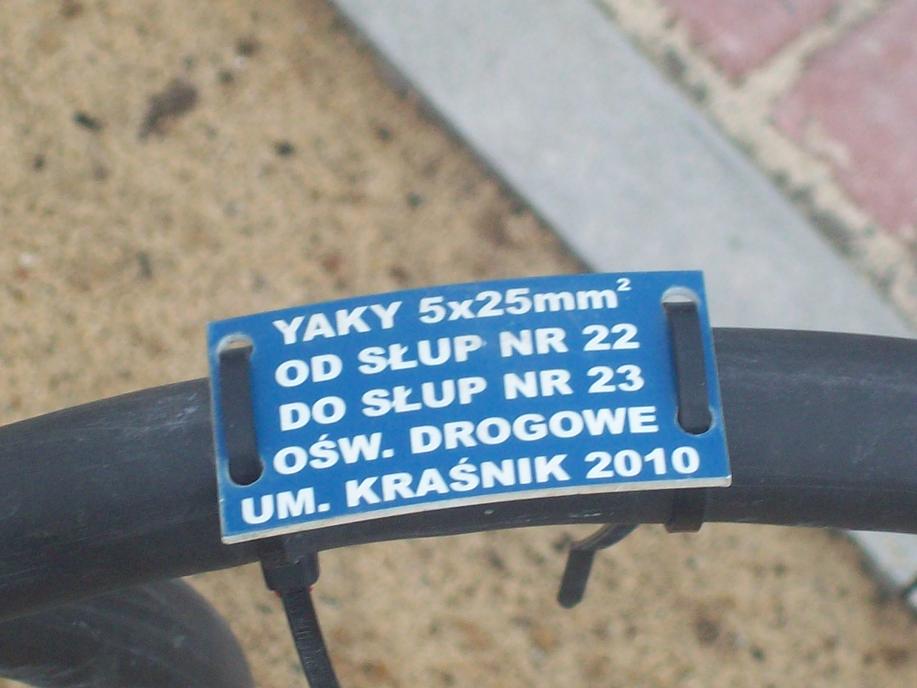 YAKY 5x25mm²
OD SŁUP NR 22
DO SŁUP NR 23
OŚW. DROGOWE
UM. KRAŚNIK 2010